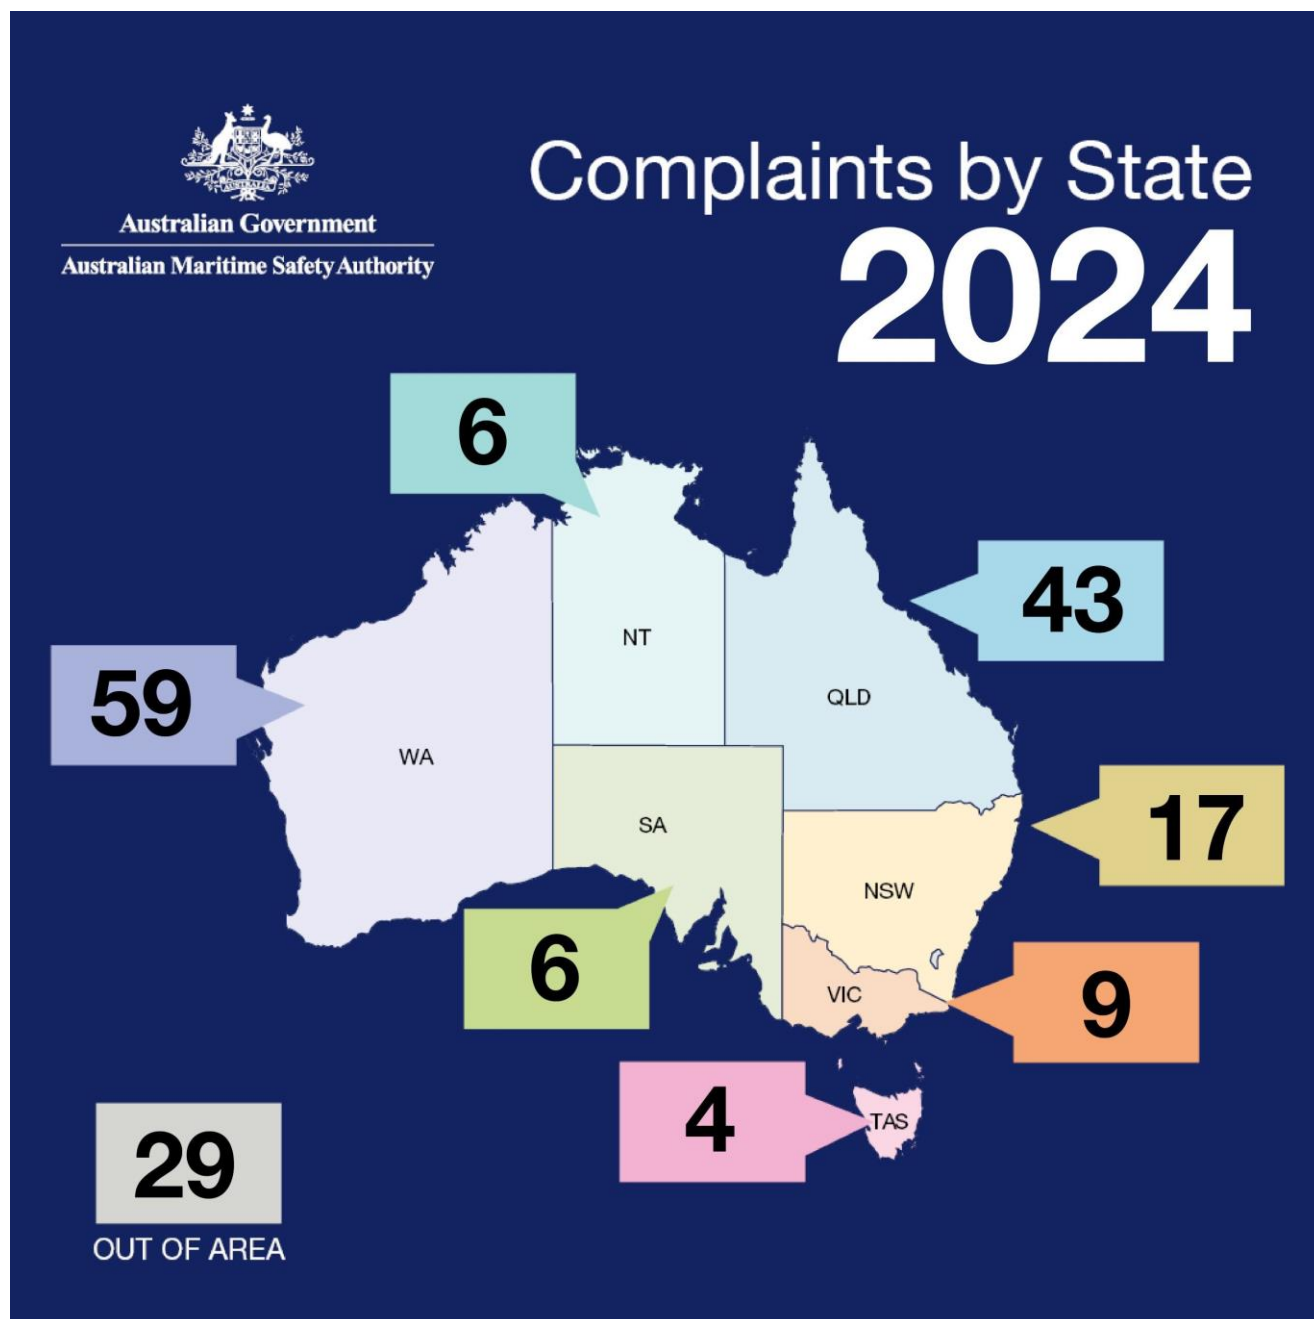 Australian Government
Australian Maritime Safety Authority
Complaints by State
2024
6
43
59
NT
QLD
WA
17
SA
NSW
6
VIC
9
4
TAS
29
OUT OF AREA